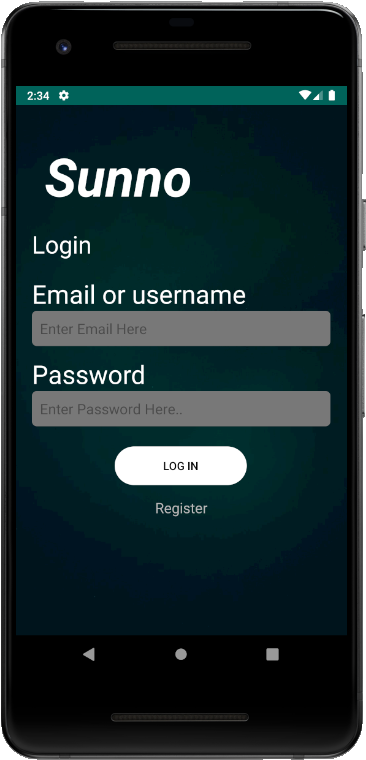 2:34
Sunno
Login
Email or username
Enter Email Here
Password
Enter Password Here..
LOG IN
Register